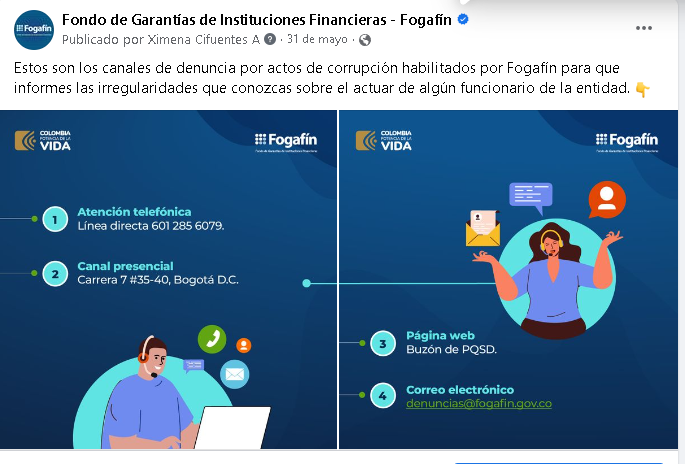 Fondo de Garantías de Instituciones Financieras - Fogafín
Publicado por Ximena Cifuentes A · 31 de mayo ·
Estos son los canales de denuncia por actos de corrupción habilitados por Fogafín para que
informes las irregularidades que conozcas sobre el actuar de algún funcionario de la entidad.
COLOMBIA
POTENCIA DE LA
VIDA
Fogafín
Fondo de Garantías de Instituciones Financieras
1
Atención telefónica
Línea directa 601 285 6079.
2
Canal presencial
Carrera 7 #35-40, Bogotá D.C.
COLOMBIA
POTENCIA DE LA
VIDA
Fogafín
Fondo de Garantías de Instituciones Financieras
3
Página web
Buzón de PQSD.
4
Correo electrónico
denuncias@fogafin.gov.co